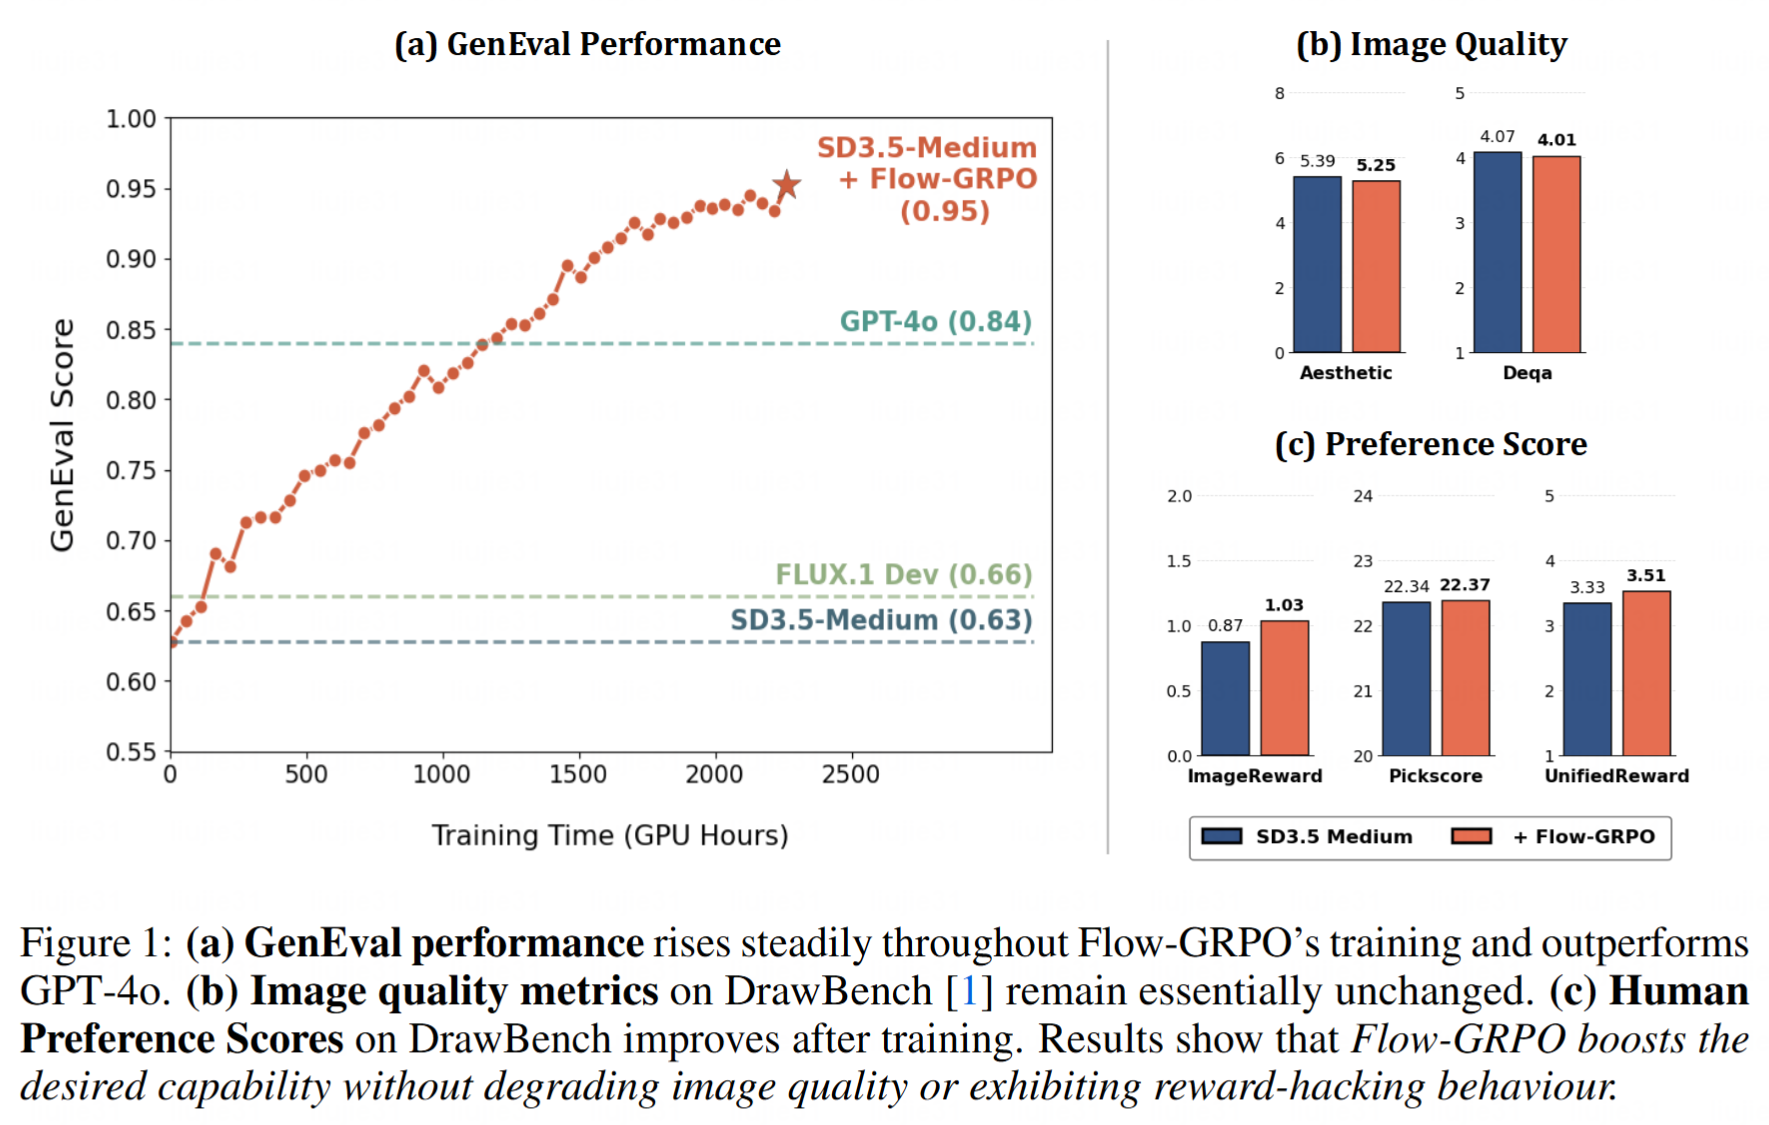 (a) GenEval Performance
GenEval Score
1.00
0.95
0.90
0.85
0.80
0.75
0.70
0.65
0.60
0.55
SD3.5-Medium
+ Flow-GRPO
(0.95)
GPT-4o (0.84)
FLUX.1 Dev (0.66)
SD3.5-Medium (0.63)
0 500 1000 1500 2000 2500
Training Time (GPU Hours)
(b) Image Quality
8
6
4
2
0
5.39 5.25
Aesthetic
5
4
3
2
1
4.07 4.01
Deqa
(c) Preference Score
2.0
1.5
1.0
0.5
0.0
0.87 1.03
ImageReward
24
23
22
21
20
22.34 22.37
Pickscore
5
4
3
2
1
3.33 3.51
UnifiedReward
SD3.5 Medium + Flow-GRPO
Figure 1: (a) GenEval performance rises steadily throughout Flow-GRPO’s training and outperforms
GPT-4o. (b) Image quality metrics on DrawBench [1] remain essentially unchanged. (c) Human
Preference Scores on DrawBench improves after training. Results show that Flow-GRPO boosts the
desired capability without degrading image quality or exhibiting reward-hacking behaviour.